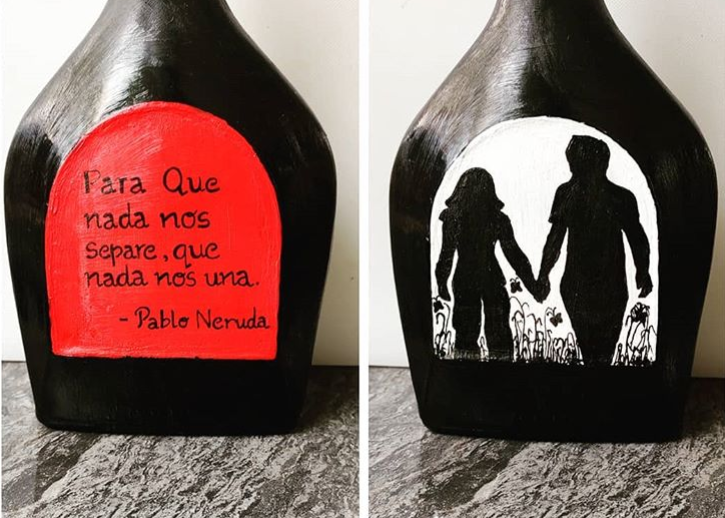 Para Que
nada nos
separe, que
nada nos una.
- Pablo Neruda